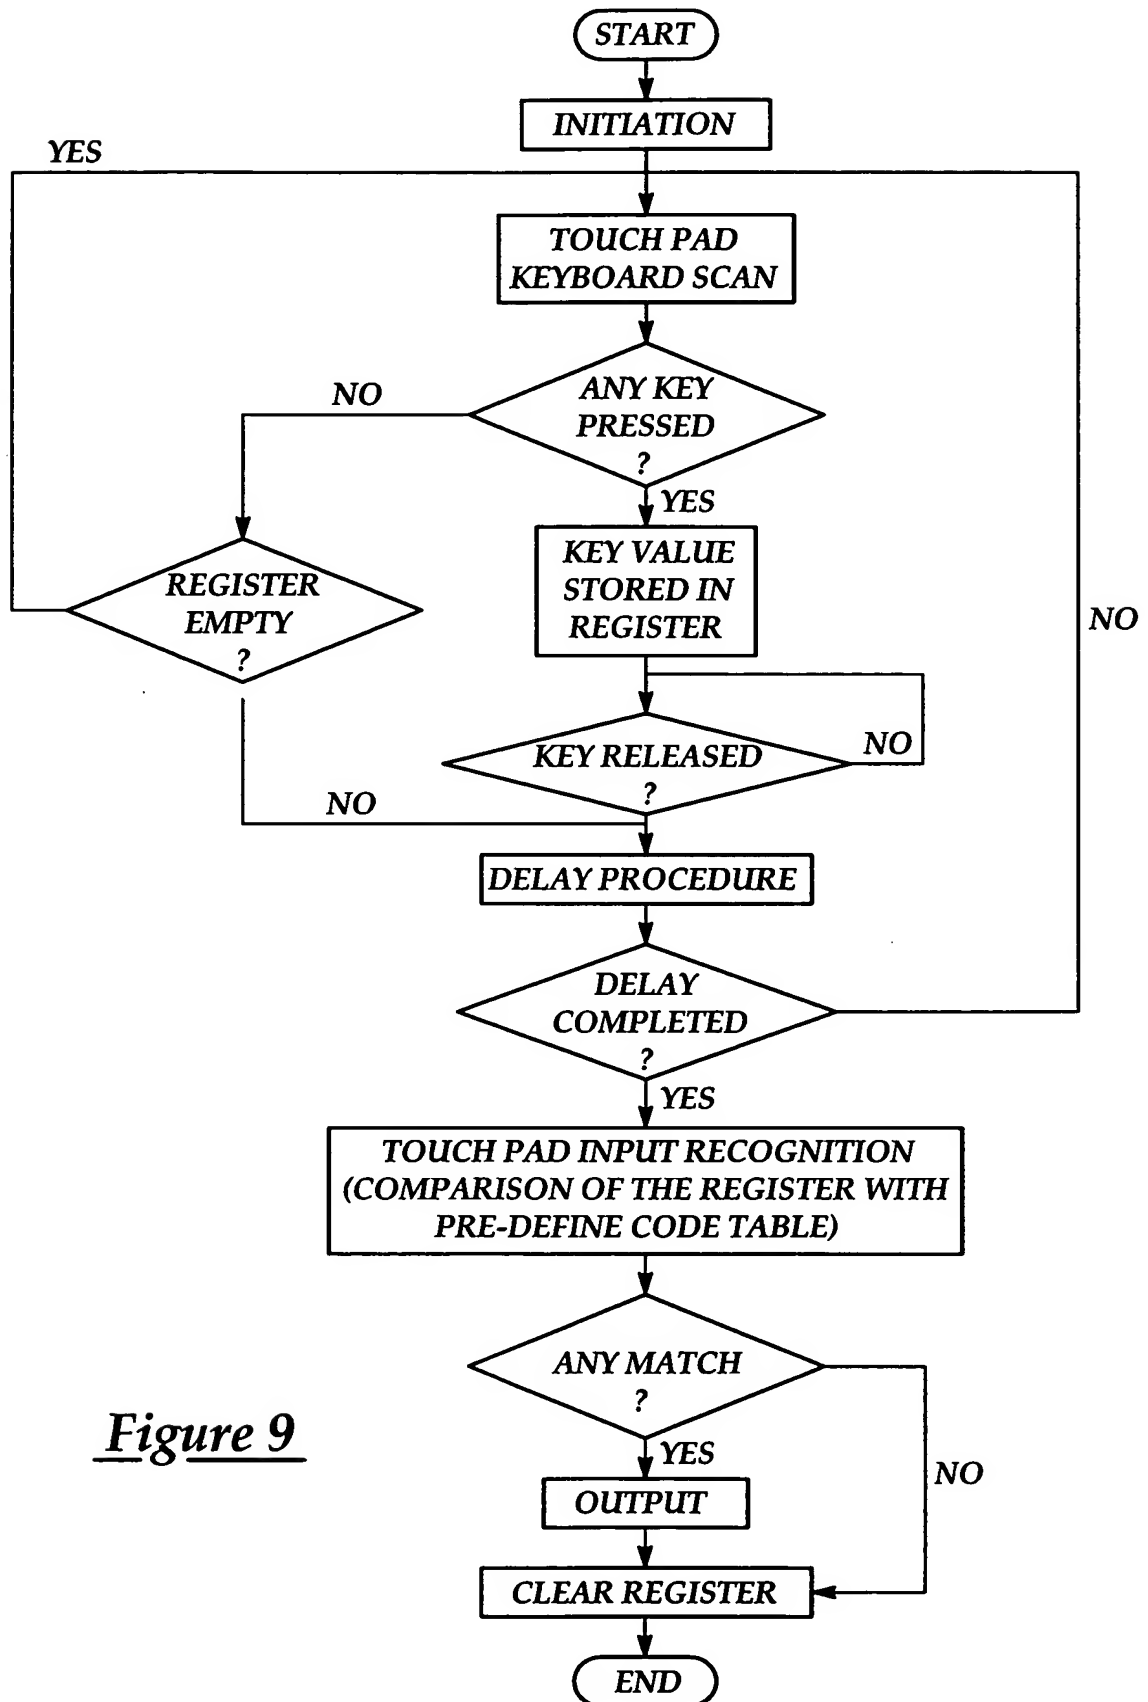 START
INITIATION
YES
TOUCH PAD
KEYBOARD SCAN
NO
ANY KEY
PRESSED
?
YES
KEY VALUE
STORED IN
REGISTER
REGISTER
EMPTY
?
NO
KEY RELEASED
?
NO
NO
DELAY PROCEDURE
DELAY
COMPLETED
?
YES
TOUCH PAD INPUT RECOGNITION
(COMPARISON OF THE REGISTER WITH
PRE-DEFINE CODE TABLE)
ANY MATCH
?
YES
NO
OUTPUT
CLEAR REGISTER
END
Figure 9